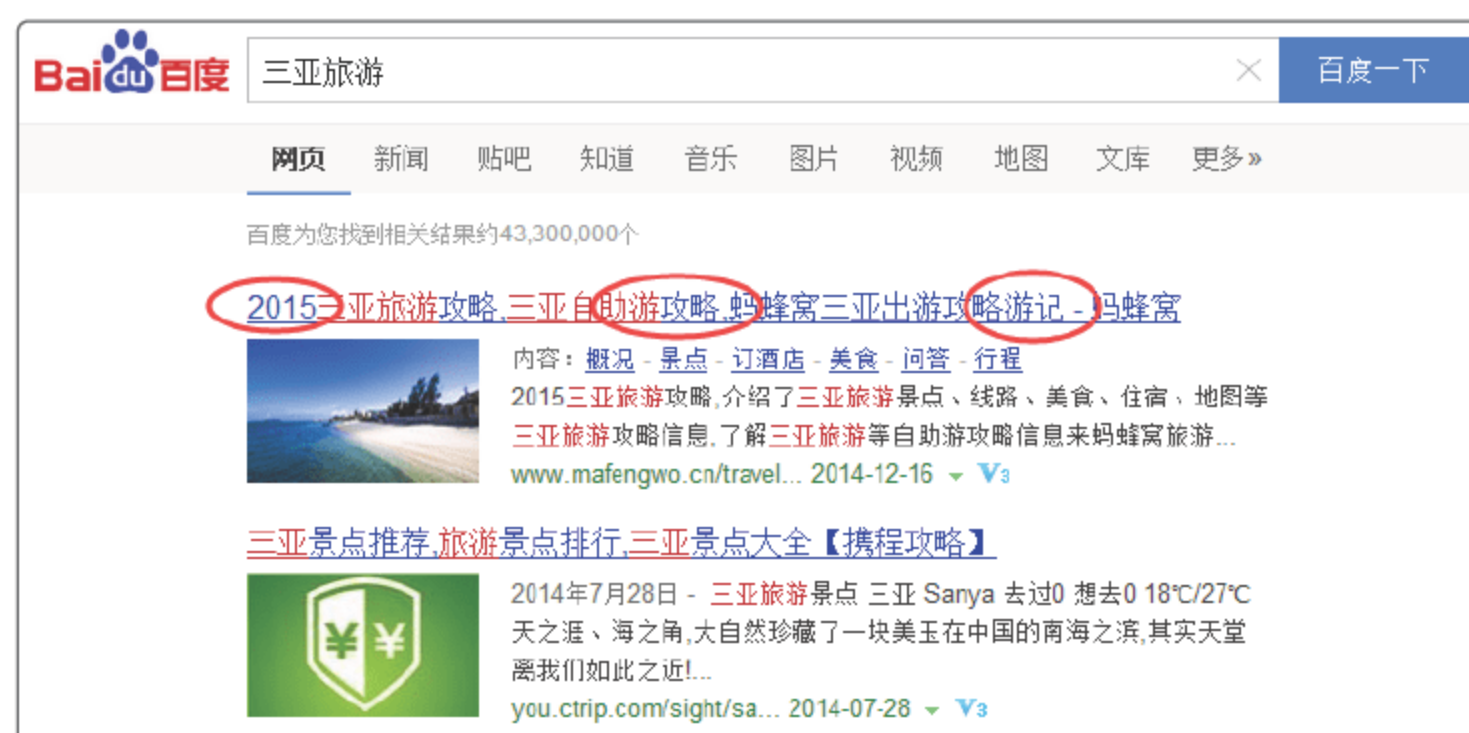 Baidu百度 三亚旅游 百度一下
网页 新闻 贴吧 知道 音乐 图片 视频 地图 文库 更多»
百度为您找到相关结果约43,300,000个
2015三亚旅游攻略,三亚自助游攻略,蚂蜂窝三亚出游攻略游记 - 蚂蜂窝
内容：概况 - 景点 - 订酒店 - 美食 - 问答 - 行程
2015三亚旅游攻略,介绍了三亚旅游景点、线路、美食、住宿、地图等
三亚旅游攻略信息,了解三亚旅游等自助游攻略信息来蚂蜂窝旅游...
www.mafengwo.cn/travel... 2014-12-16 V3
三亚景点推荐,旅游景点排行,三亚景点大全【携程攻略】
¥ ¥
2014年7月28日 - 三亚旅游景点 三亚 Sanya 去过0 想去0 18℃/27℃
天之涯、海之角,大自然珍藏了一块美玉在中国的南海之滨,其实天堂
离我们如此之近!...
you.ctrip.com/sight/sa... 2014-07-28 V3